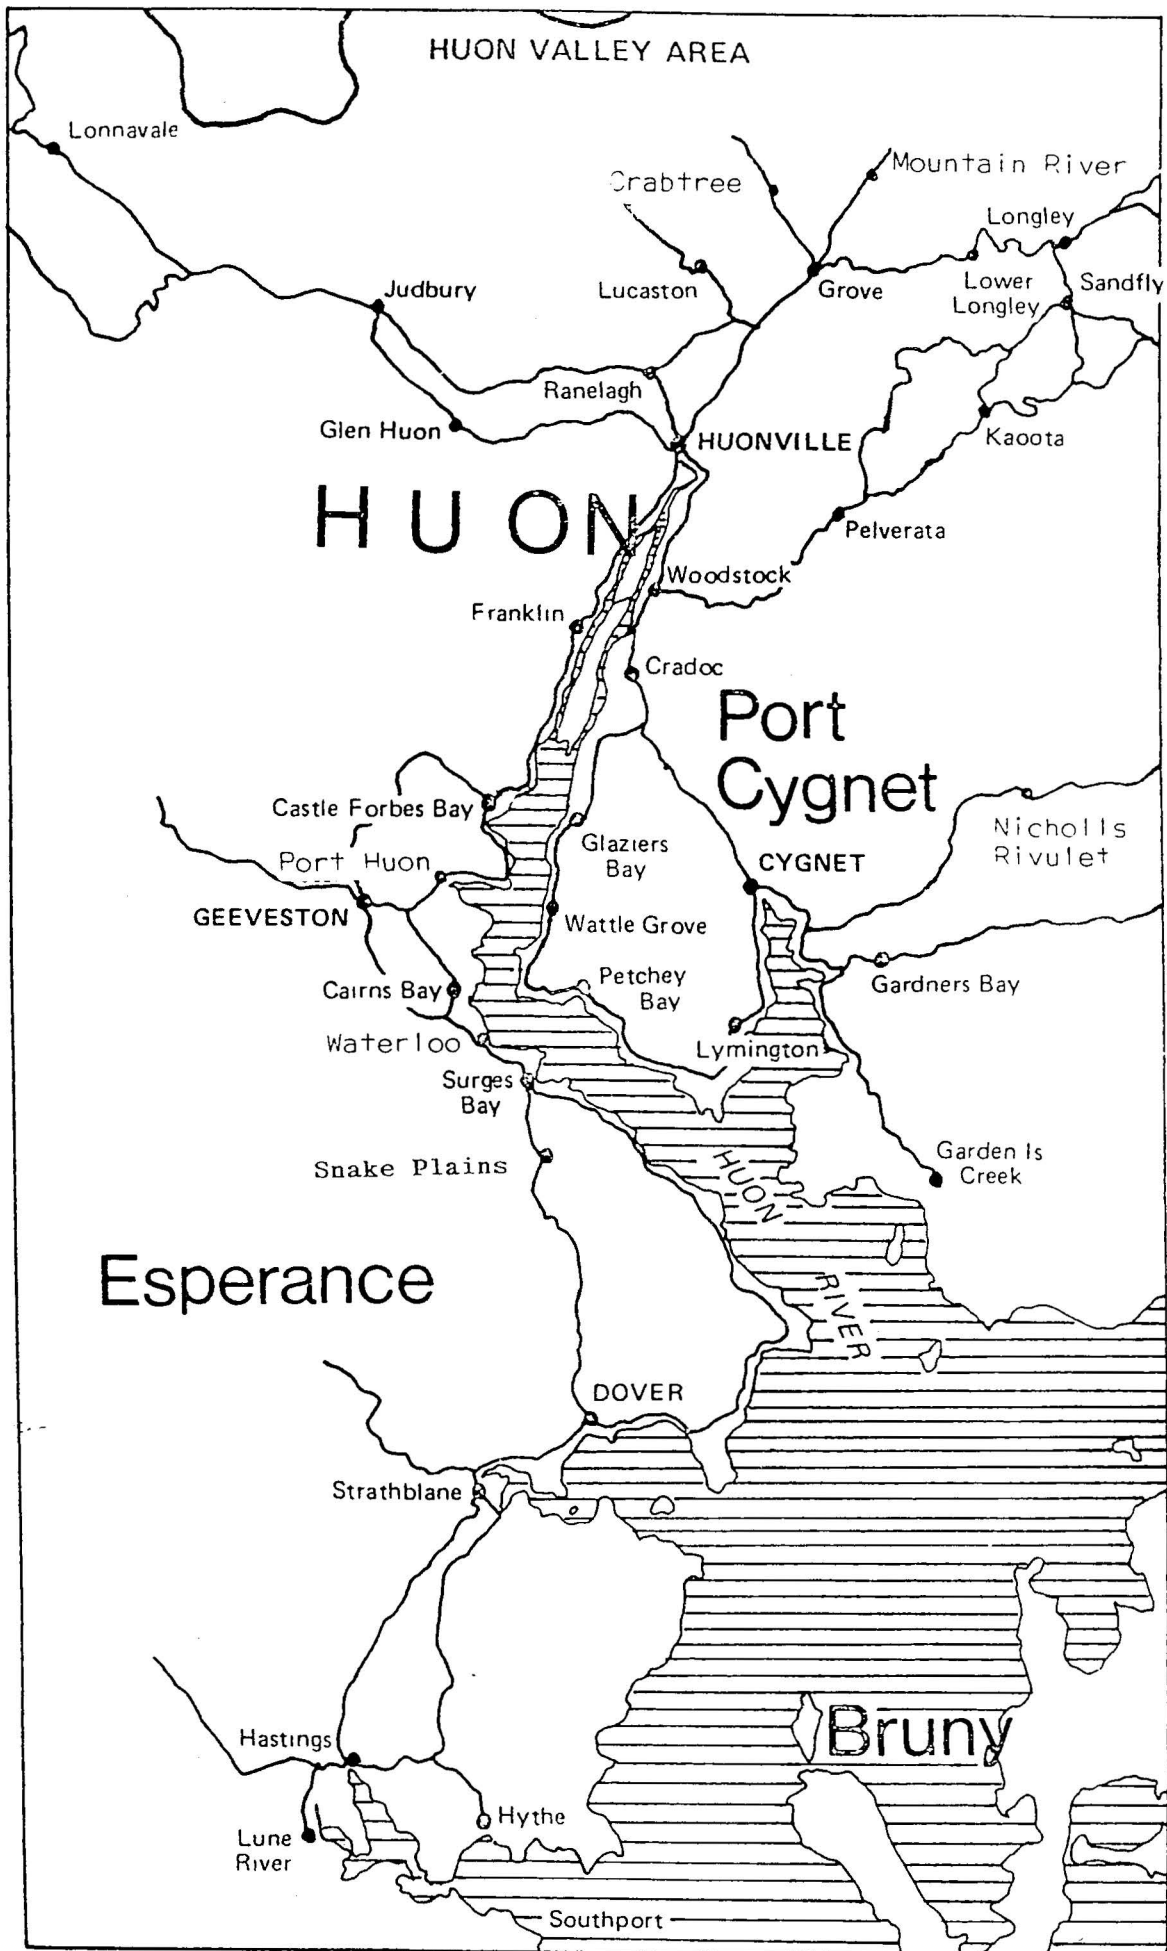 HUON VALLEY AREA
Lonnavale
Crabtree
Mountain River
Longley
Judbury
Lucaston
Grove
Lower
Longley
Sandfly
Ranelagh
Glen Huon
HUONVILLE
Kaoota
HUON
Pelverata
Woodstock
Franklin
Cradoc
Port
Cygnet
Castle Forbes Bay
Glaziers
Bay
Nicholls
Rivulet
Port Huon
CYGNET
GEEVESTON
Wattle Grove
Cairns Bay
Petchey
Bay
Gardners Bay
Waterloo
Lymington
Surges
Bay
Snake Plains
Garden Is
Creek
HUON
RIVER
Esperance
DOVER
Strathblane
Bruny
Hastings
Hythe
Lune
River
Southport